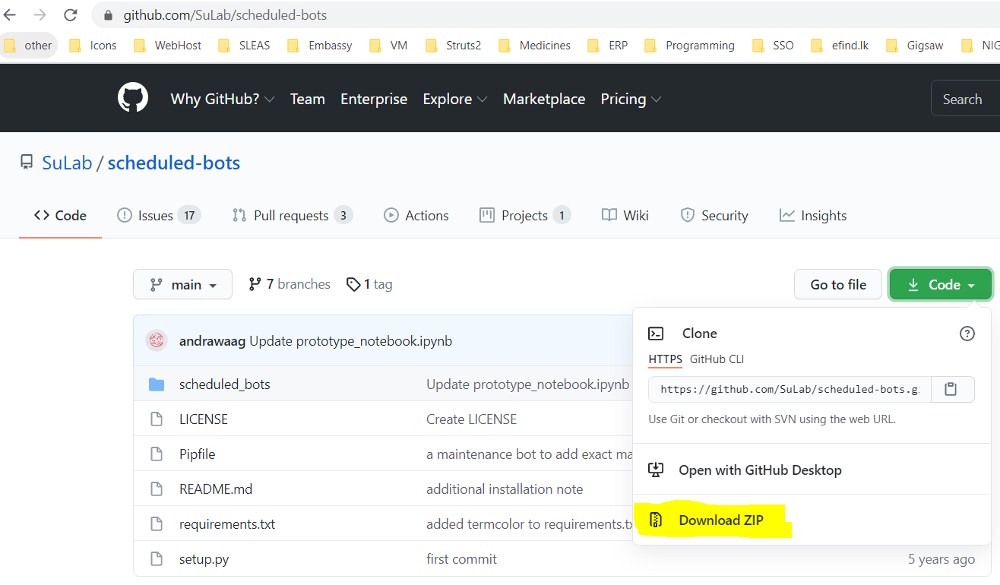 github.com/SuLab/scheduled-bots
other Icons WebHost SLEAS Embassy VM Struts2 Medicines ERP Programming SSO efind.lk Gigsaw NIG
Why GitHub? Team Enterprise Explore Marketplace Pricing Search
SuLab / scheduled-bots
<> Code Issues 17 Pull requests 3 Actions Projects 1 Wiki Security Insights
main 7 branches 1 tag Go to file Code
andrawaag Update prototype_notebook.ipynb
scheduled_bots Update prototype_notebook.ipynb
LICENSE Create LICENSE
Pipfile a maintenance bot to add exact ma
README.md additional installation note
requirements.txt added termcolor to requirements.tx
setup.py first commit 5 years ago
Clone
HTTPS GitHub CLI
https://github.com/SuLab/scheduled-bots.gi
Use Git or checkout with SVN using the web URL.
Open with GitHub Desktop
Download ZIP